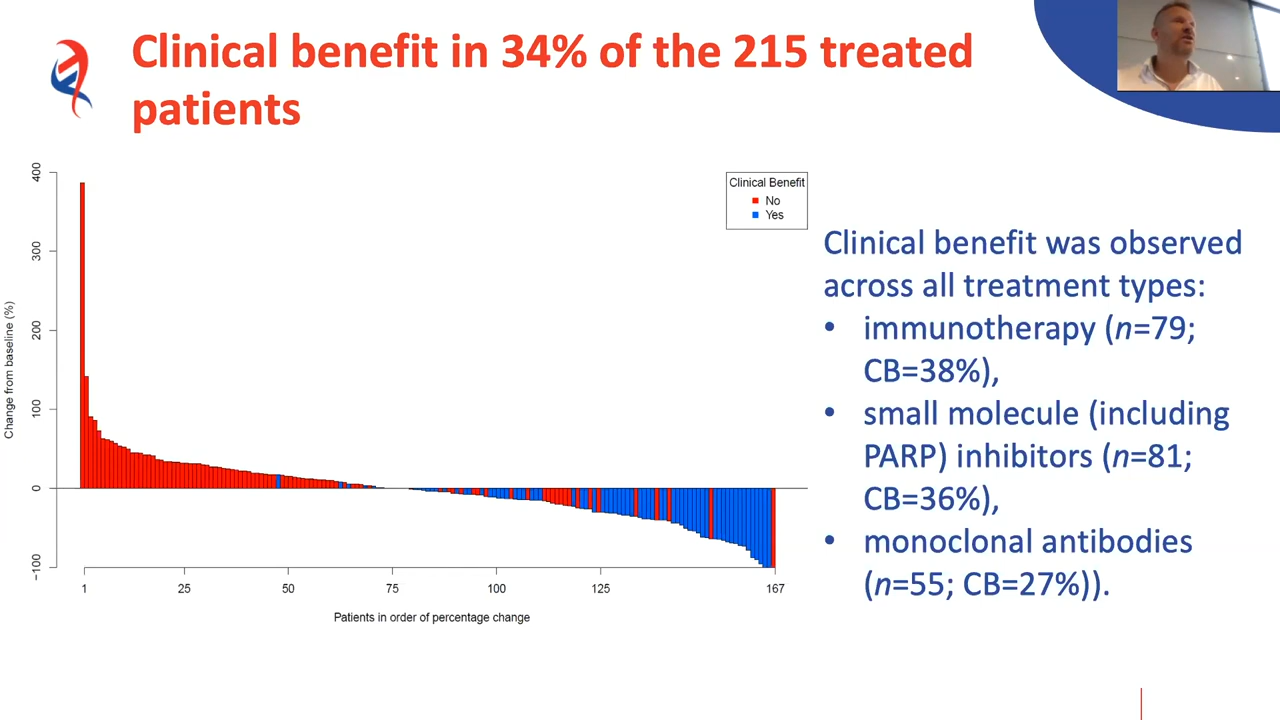 Clinical benefit in 34% of the 215 treated
patients
Change from baseline (%)
400
300
200
100
0
−100
1
25
50
75
100
125
167
Patients in order of percentage change
Clinical Benefit
No
Yes
Clinical benefit was observed
across all treatment types:
• immunotherapy (n=79;
CB=38%),
• small molecule (including
PARP) inhibitors (n=81;
CB=36%),
• monoclonal antibodies
(n=55; CB=27%)).